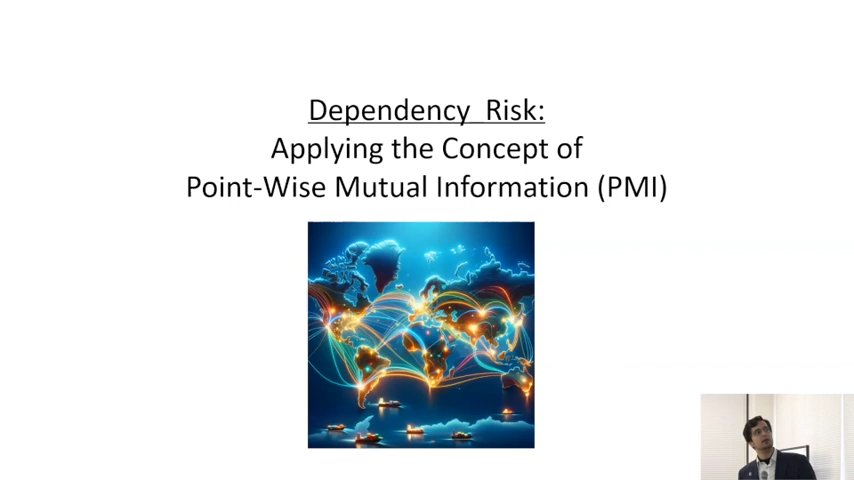 Dependency Risk:
Applying the Concept of
Point-Wise Mutual Information (PMI)